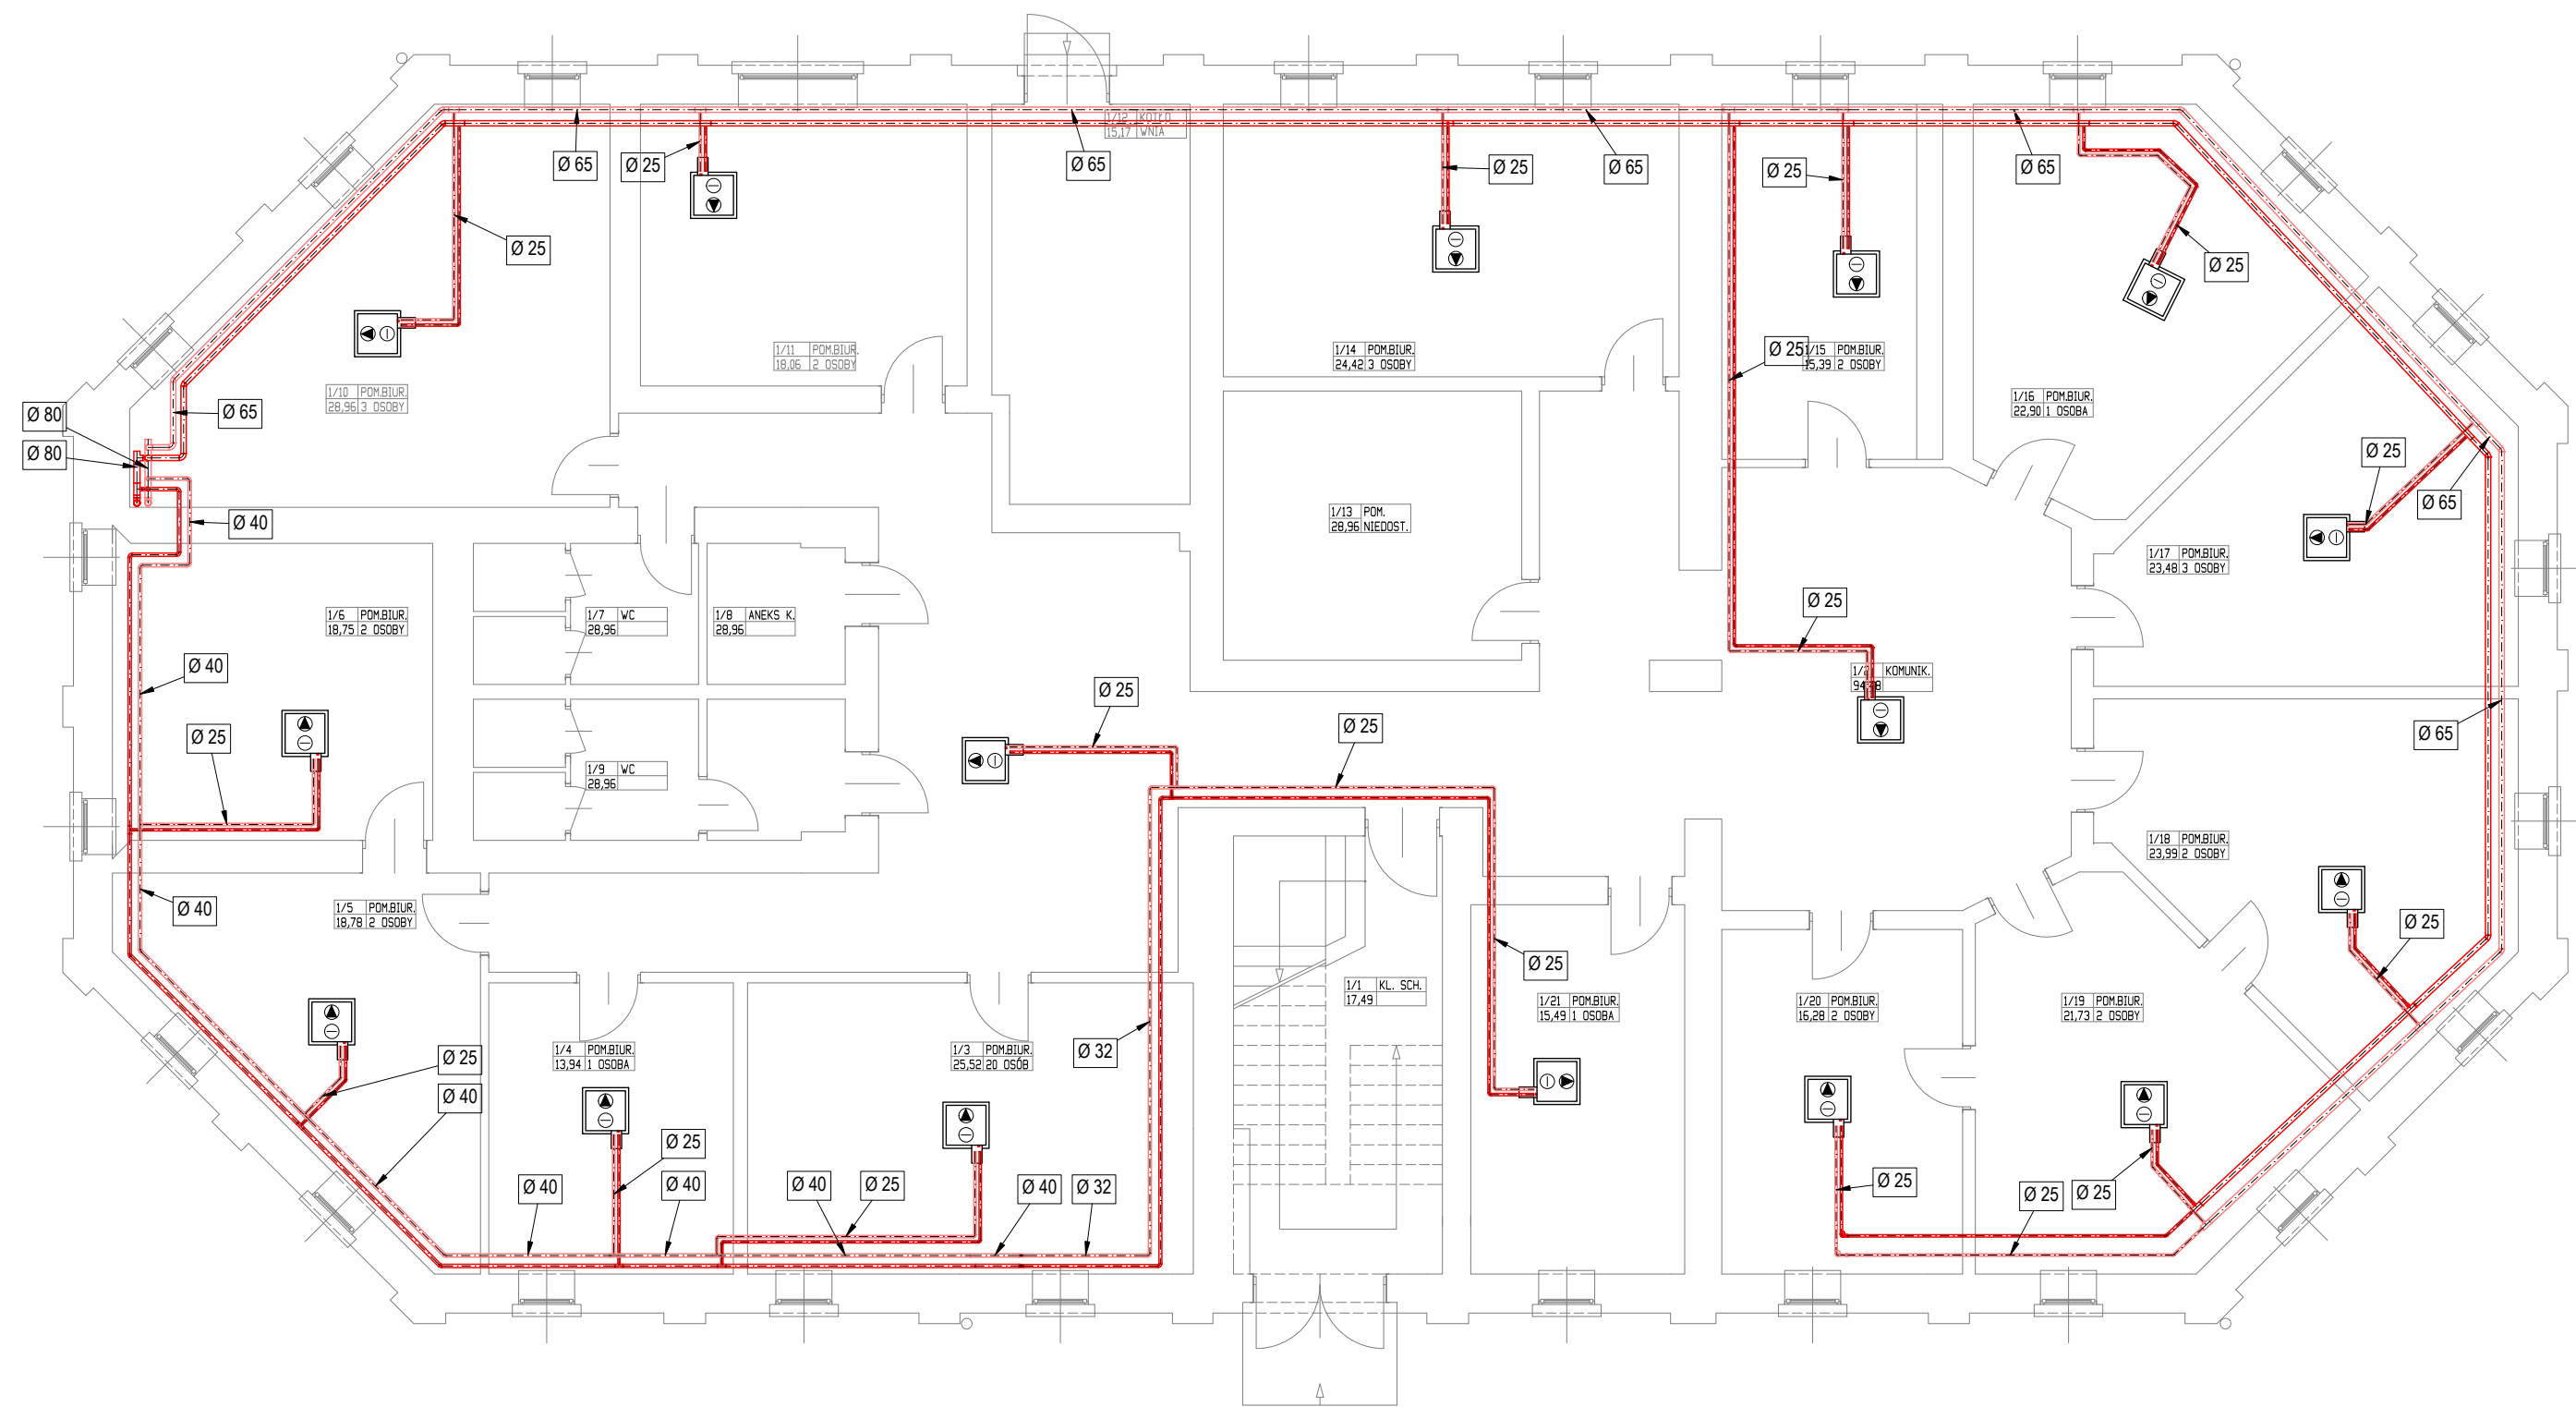 1/12 KOTŁO
15,17 WNIA
Ø 65
Ø 25
Ø 65
Ø 25
Ø 65
Ø 25
Ø 65
Ø 25
Ø 25
1/11 POM.BIUR.
18,06 2 OSOBY
1/14 POM.BIUR.
24,42 3 OSOBY
Ø 25
1/15 POM.BIUR.
15,39 2 OSOBY
1/10 POM.BIUR.
28,96 3 OSOBY
1/16 POM.BIUR.
22,90 1 OSOBA
Ø 80
Ø 65
Ø 80
Ø 25
Ø 65
Ø 40
1/13 POM.
28,96 NIEDOST.
1/17 POM.BIUR.
23,48 3 OSOBY
Ø 25
1/6 POM.BIUR.
18,75 2 OSOBY
1/7 WC
28,96
1/8 ANEKS K.
28,96
Ø 40
KOMUNIK.
Ø 25
Ø 25
Ø 25
Ø 65
1/9 WC
28,96
1/18 POM.BIUR.
23,99 2 OSOBY
Ø 40
1/5 POM.BIUR.
18,78 2 OSOBY
Ø 25
Ø 25
1/1 KL. SCH.
17,49
1/21 POM.BIUR.
15,49 1 OSOBA
1/20 POM.BIUR.
16,28 2 OSOBY
1/19 POM.BIUR.
21,73 2 OSOBY
Ø 25
1/4 POM.BIUR.
13,94 1 OSOBA
1/3 POM.BIUR.
25,52 20 OSÓB
Ø 32
Ø 40
Ø 25
Ø 40
Ø 40
Ø 40
Ø 25
Ø 40
Ø 32
Ø 25
Ø 25
Ø 25